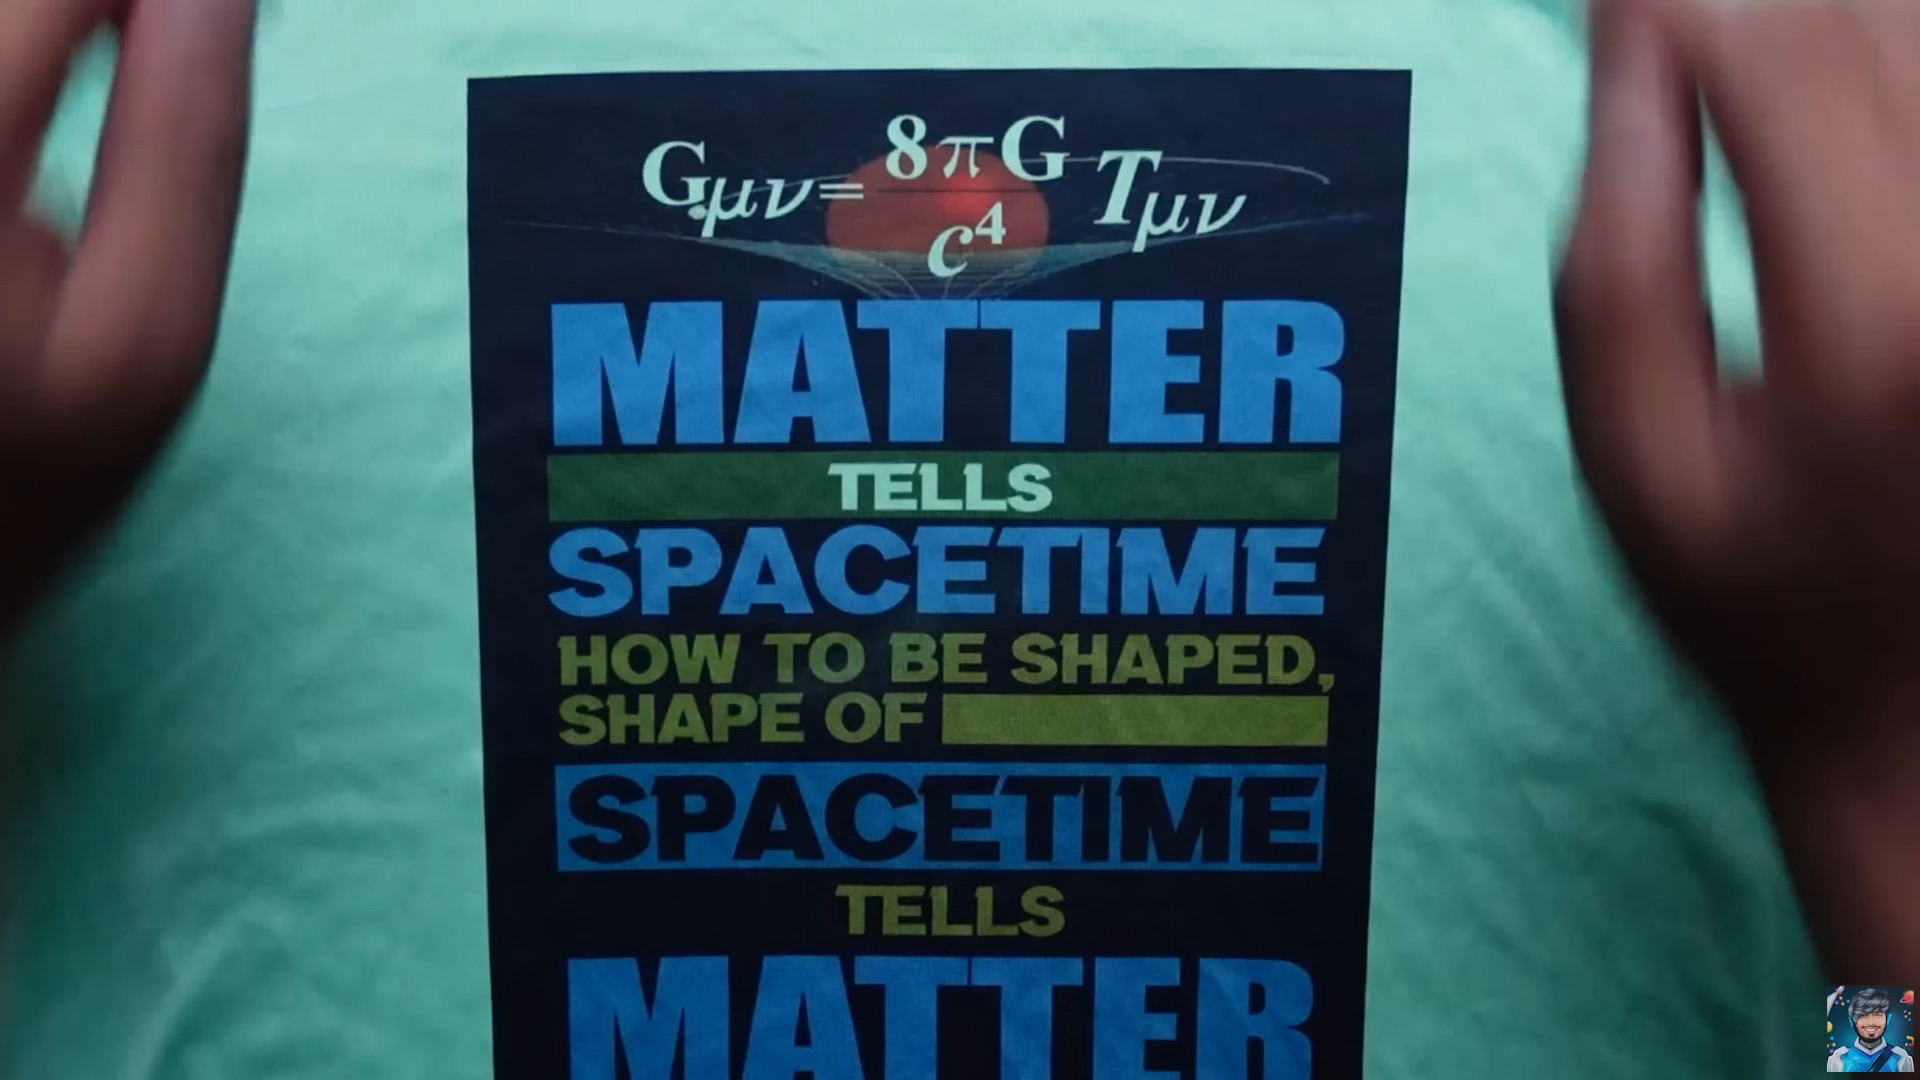 Gμν = 8πG/c⁴ Tμν
MATTER
TELLS
SPACETIME
HOW TO BE SHAPED,
SHAPE OF
SPACETIME
TELLS
MATTER